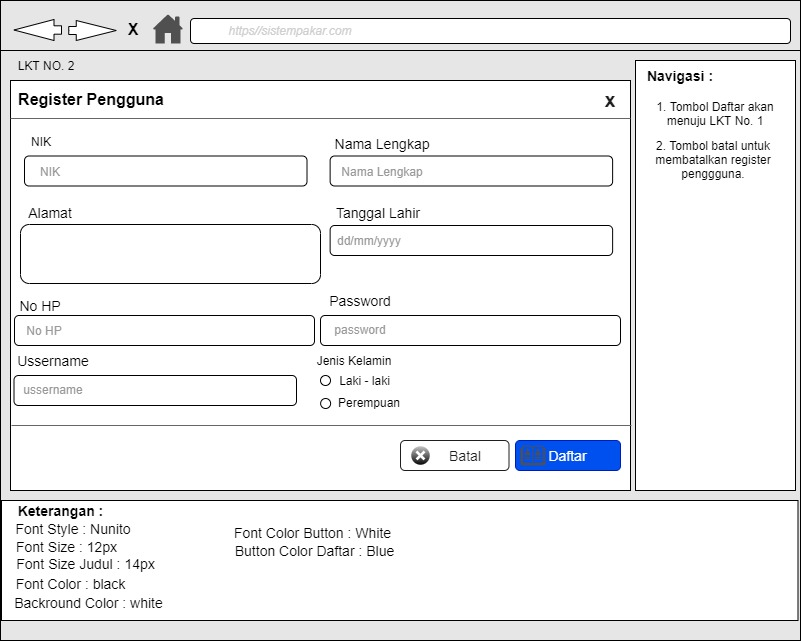 X
https//sistempakar.com
LKT NO. 2
Register Pengguna
X
NIK
NIK
Nama Lengkap
Nama Lengkap
Alamat
Tanggal Lahir
dd/mm/yyyy
No HP
No HP
Password
password
Ussername
ussername
Jenis Kelamin
Laki - laki
Perempuan
Batal
Daftar
Navigasi :
1. Tombol Daftar akan
menuju LKT No. 1
2. Tombol batal untuk
membatalkan register
penggguna.
Keterangan :
Font Style : Nunito
Font Size : 12px
Font Size Judul : 14px
Font Color : black
Backround Color : white
Font Color Button : White
Button Color Daftar : Blue